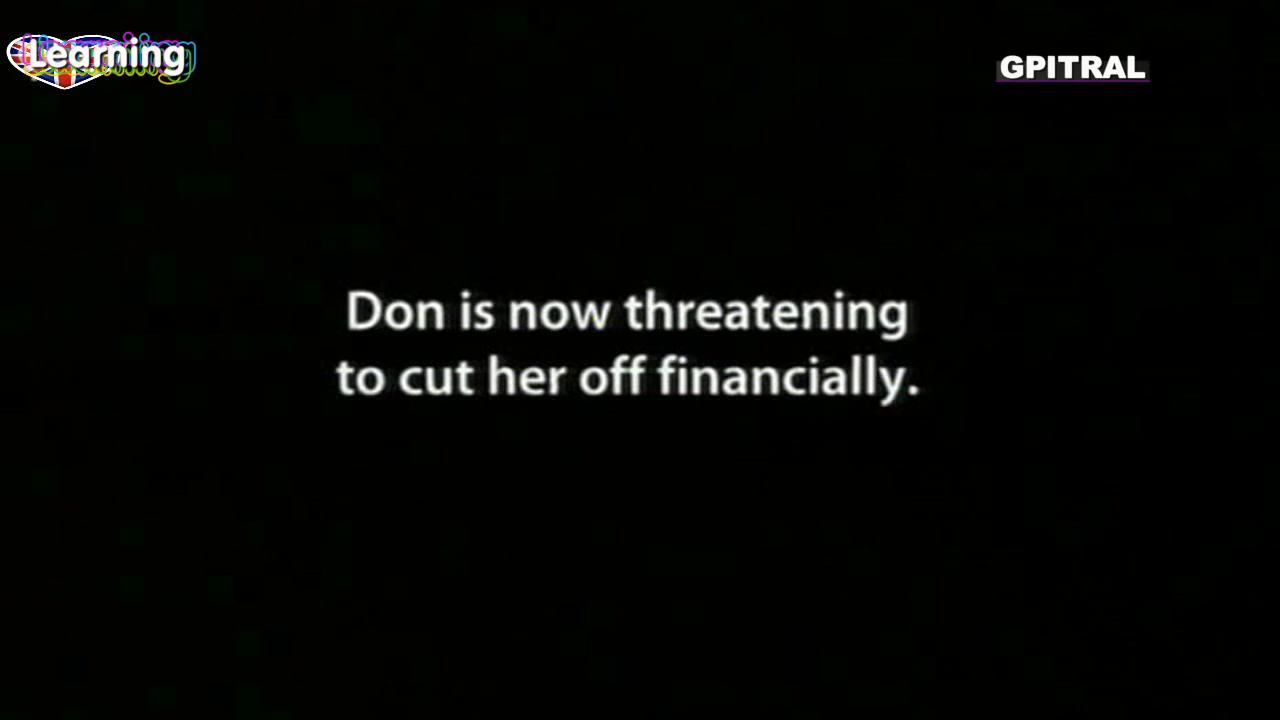 Learning
GPITRAL
Don is now threatening
to cut her off financially.